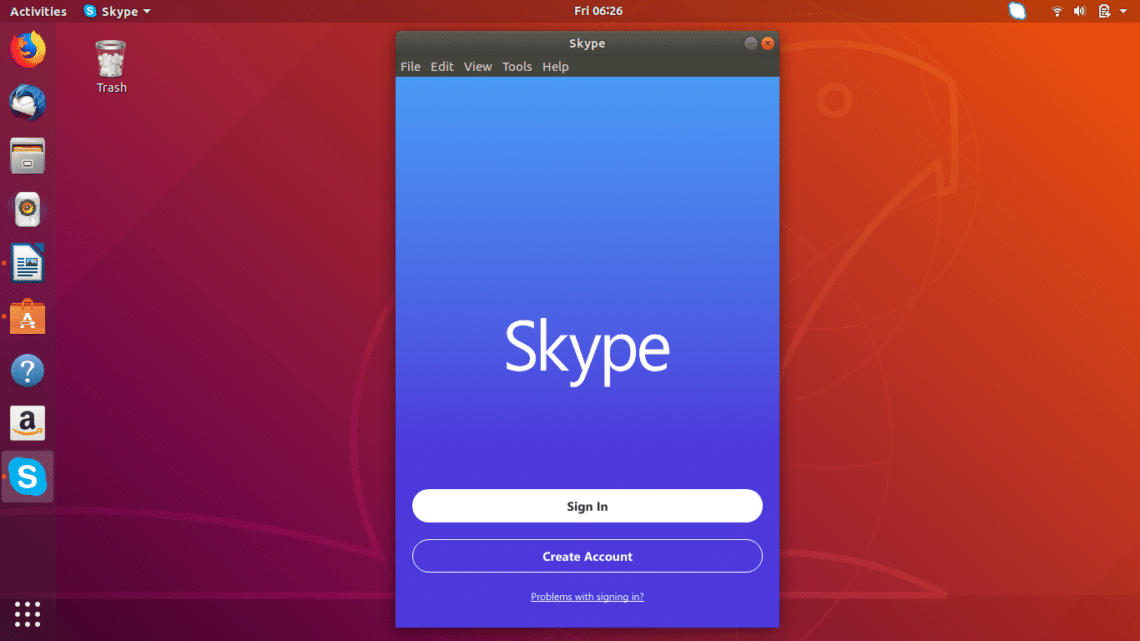 Activities
Skype
Fri 06:26
Trash
Skype
File Edit View Tools Help
Skype
Sign In
Create Account
Problems with signing in?